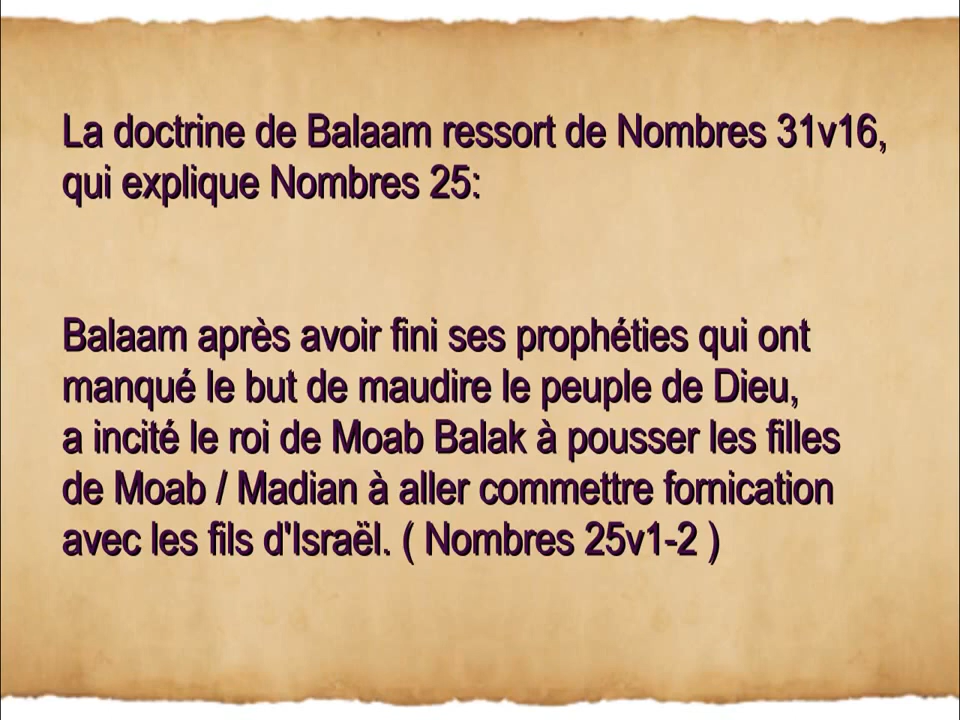 La doctrine de Balaam ressort de Nombres 31v16,
qui explique Nombres 25:
Balaam après avoir fini ses prophéties qui ont
manqué le but de maudire le peuple de Dieu,
a incité le roi de Moab Balak à pousser les filles
de Moab / Madian à aller commettre fornication
avec les fils d'Israël. ( Nombres 25v1-2 )